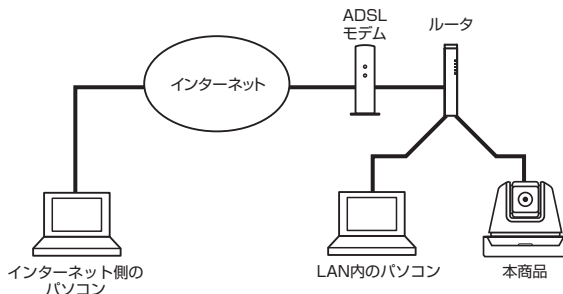 ADSL
モデム
ルータ
インターネット
インターネット側の
パソコン
LAN内のパソコン
本商品